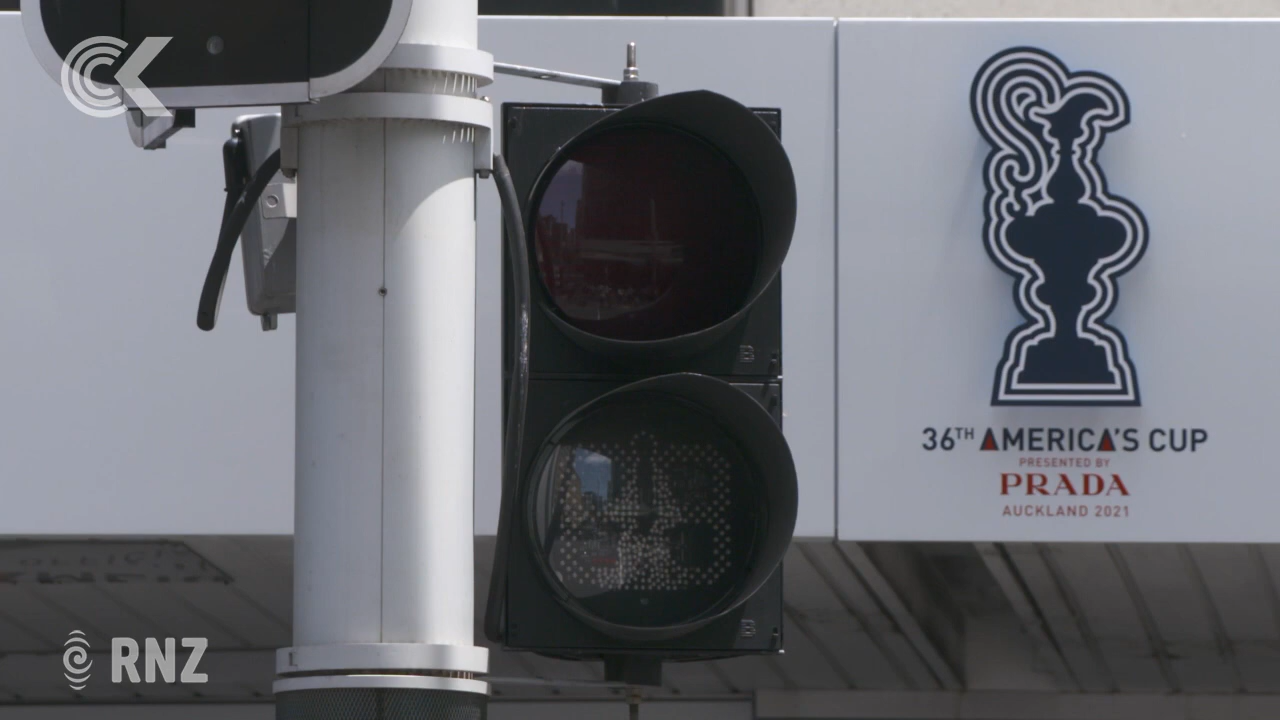 36TH AMERICA'S CUP
PRESENTED BY
PRADA
AUCKLAND 2021
RNZ